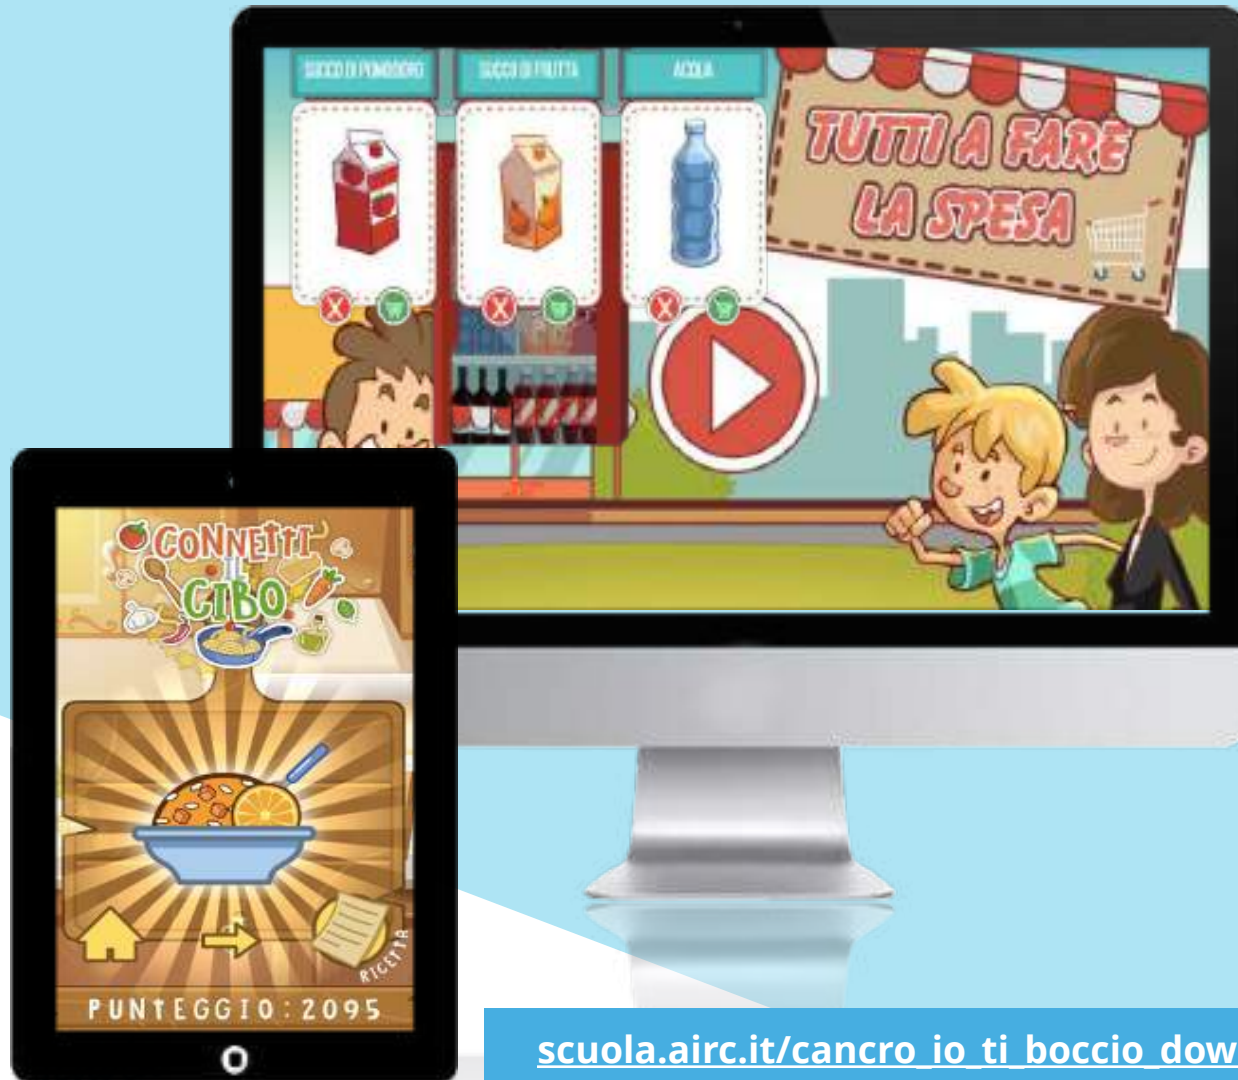 SUCCO DI POMODORO
SUCCO DI FRUTTA
ACQUA
TUTTI A FARE
LA SPESA
X
X
X
CONNETTI
IL
CIBO
RICETTA
PUNTEGGIO: 2095
scuola.airc.it/cancro_io_ti_boccio_dow